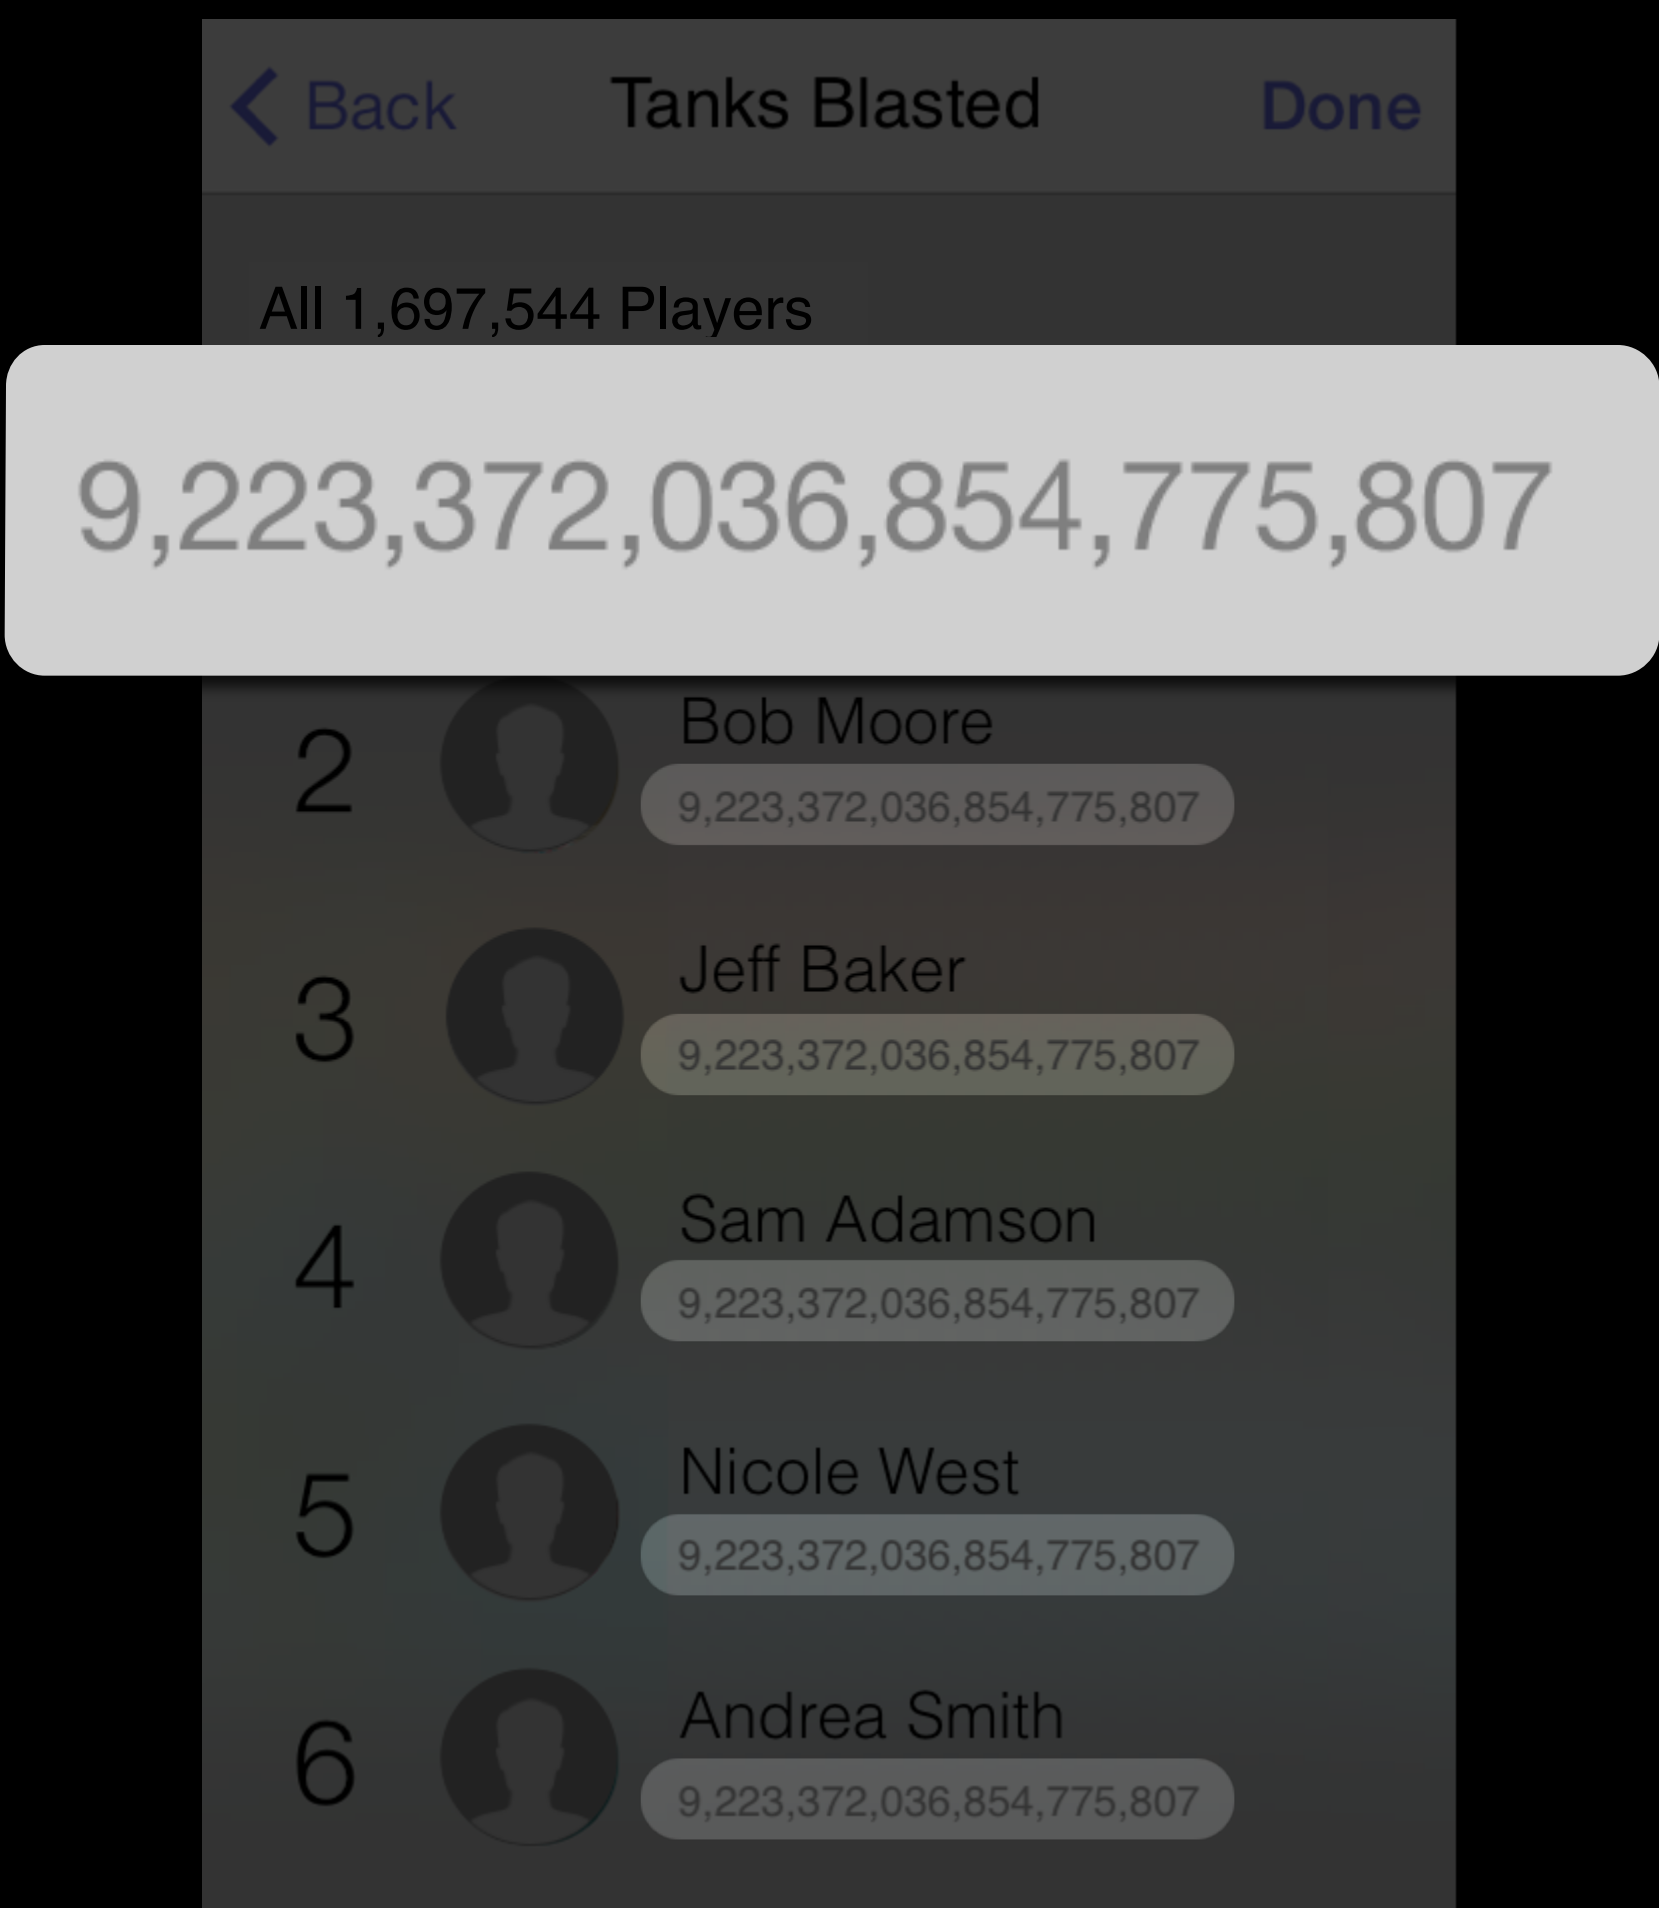 Back Tanks Blasted Done
All 1,697,544 Players
9,223,372,036,854,775,807
2 Bob Moore
9,223,372,036,854,775,807
3 Jeff Baker
9,223,372,036,854,775,807
4 Sam Adamson
9,223,372,036,854,775,807
5 Nicole West
9,223,372,036,854,775,807
6 Andrea Smith
9,223,372,036,854,775,807